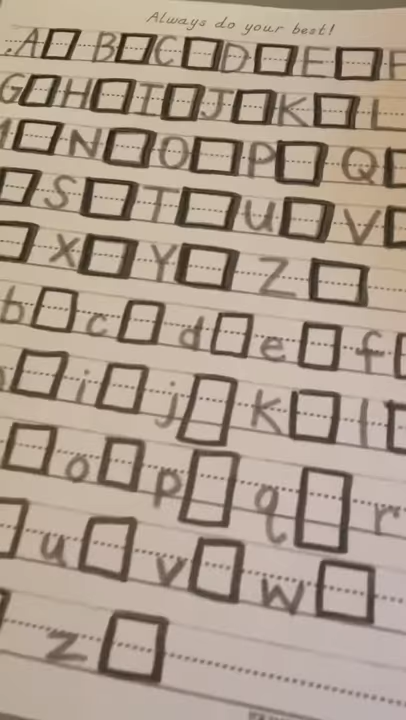 Always do your best!
A B C D E F
G H I J K L
N O P Q
S T U V
X Y Z
b c d e f
i j k l
o p q r
u v w
z